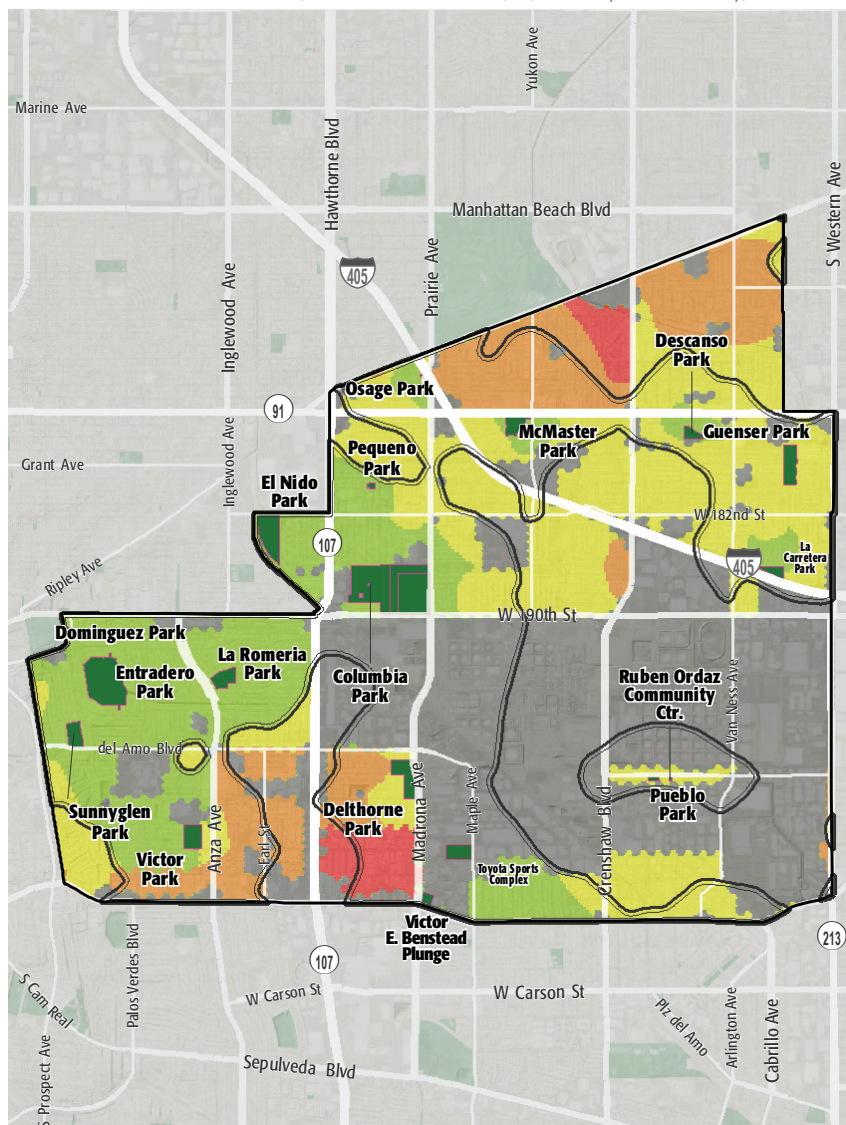 Yukon Ave
Marine Ave
Hawthorne Blvd
S Western Ave
Manhattan Beach Blvd
Prairie Ave
405
Inglewood Ave
Descanso
Park
Osage Park
91
McMaster
Park
Guenser Park
Inglewood Ave
Pequeno
Park
Grant Ave
El Nido
Park
W 182nd St
107
La
Carretera
Park
405
Ripley Ave
W 190th St
Dominguez Park
La Romeria
Park
Entradero
Park
Columbia
Park
Ruben Ordaz
Community
Ctr.
Van Ness Ave
del Amo Blvd
Madrona Ave
Maple Ave
Pueblo
Park
Crenshaw Blvd
Sunnyglen
Park
Delthorne
Park
Anza Ave
Earl St
Victor
Park
Toyota Sports
Complex
Victor
E. Benstead
Plunge
213
107
Palos Verdes Blvd
W Carson St
W Carson St
S Cam Real
Plz del Amo
Arlington Ave
Cabrillo Ave
Sepulveda Blvd
S Prospect Ave